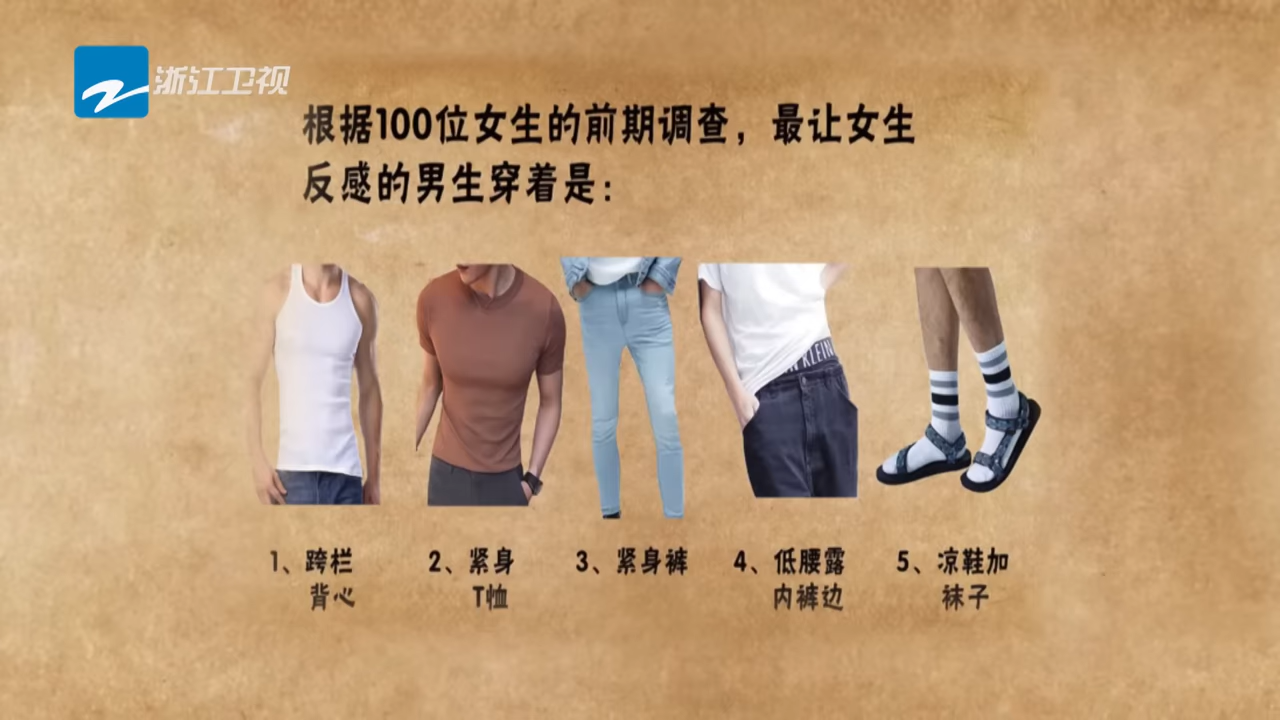 浙江卫视
根据100位女生的前期调查，最让女生
反感的男生穿着是：
KLEIN
1、跨栏
背心
2、紧身
T恤
3、紧身裤
4、低腰露
内裤边
5、凉鞋加
袜子